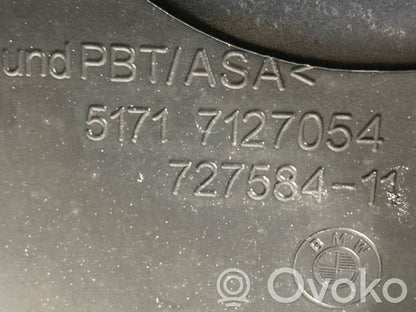 und PBT/ASA<
5171 7127054
727584-11
BMW
Ovoko